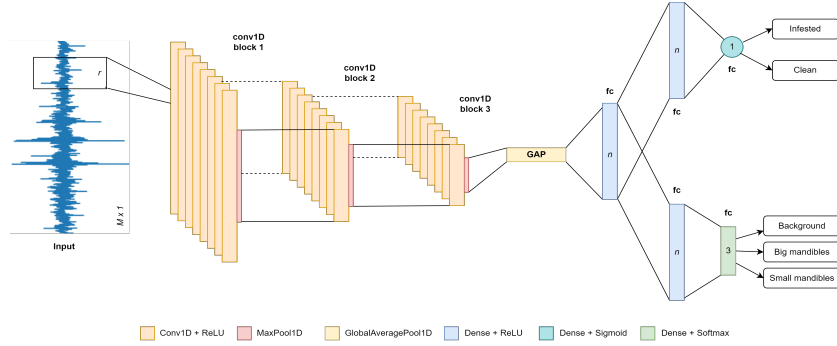 conv1D
block 1
r
M x 1
Input
conv1D
block 2
conv1D
block 3
GAP
fc
n
n
fc
1
fc
Infested
Clean
fc
n
fc
3
Background
Big mandibles
Small mandibles
Conv1D + ReLU
MaxPool1D
GlobalAveragePool1D
Dense + ReLU
Dense + Sigmoid
Dense + Softmax